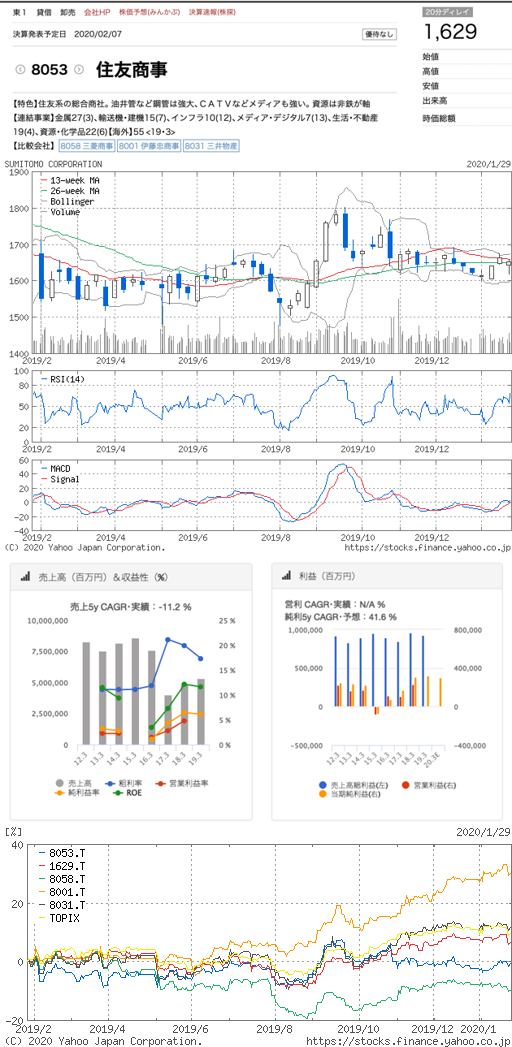 東１ 貸借 卸売 会社HP 株価予想(みんかぶ) 決算速報(株探)
20分ディレイ
決算発表予定日 2020/02/07
優待なし
1,629
8053
住友商事
始値
高値
安値
出来高
時価総額
【特色】住友系の総合商社。油井管など鋼管は強大、ＣＡＴＶなどメディアも強い。資源は非鉄が軸
【連結事業】金属27(3)、輸送機・建機15(7)、インフラ10(12)、メディア・デジタル7(13)、生活・不動産
19(4)、資源・化学品22(6)【海外】55 <19・3>
【比較会社】 8058 三菱商事 8001 伊藤忠商事 8031 三井物産
SUMITOMO CORPORATION
2020/1/29
1900
1800
1700
1600
1500
1400
13-week MA
26-week MA
Bollinger
Volume
2019/2 2019/4 2019/6 2019/8 2019/10 2019/12
100
50
0
RSI(14)
2019/2 2019/4 2019/6 2019/8 2019/10 2019/12
60
40
20
0
-20
-40
MACD
Signal
2019/2 2019/4 2019/6 2019/8 2019/10 2019/12
(C) 2020 Yahoo Japan Corporation.
https://stocks.finance.yahoo.co.jp
売上高（百万円）＆収益性（%）
売上5y CAGR・実績：-11.2 %
10,000,000
7,500,000
5,000,000
2,500,000
0
25 %
20 %
15 %
10 %
5 %
0 %
12.3 13.3 14.3 15.3 16.3 17.3 18.3 19.3
売上高 粗利率 営業利益率
純利益率 ROE
利益（百万円）
営利 CAGR・実績：N/A %
純利5y CAGR・予想：41.6 %
1,000,000
500,000
0
-500,000
800,000
400,000
0
-400,000
12.3 13.3 14.3 15.3 16.3 17.3 18.3 19.3 20.3E
売上高総利益(左) 営業利益(右)
当期純利益(右)
[%]
2020/1/29
40
20
0
-20
8053.T
1629.T
8058.T
8001.T
8031.T
TOPIX
2019/2 2019/4 2019/6 2019/8 2019/10 2019/12 2020/1
(C) 2020 Yahoo Japan Corporation.
https://stocks.finance.yahoo.co.jp